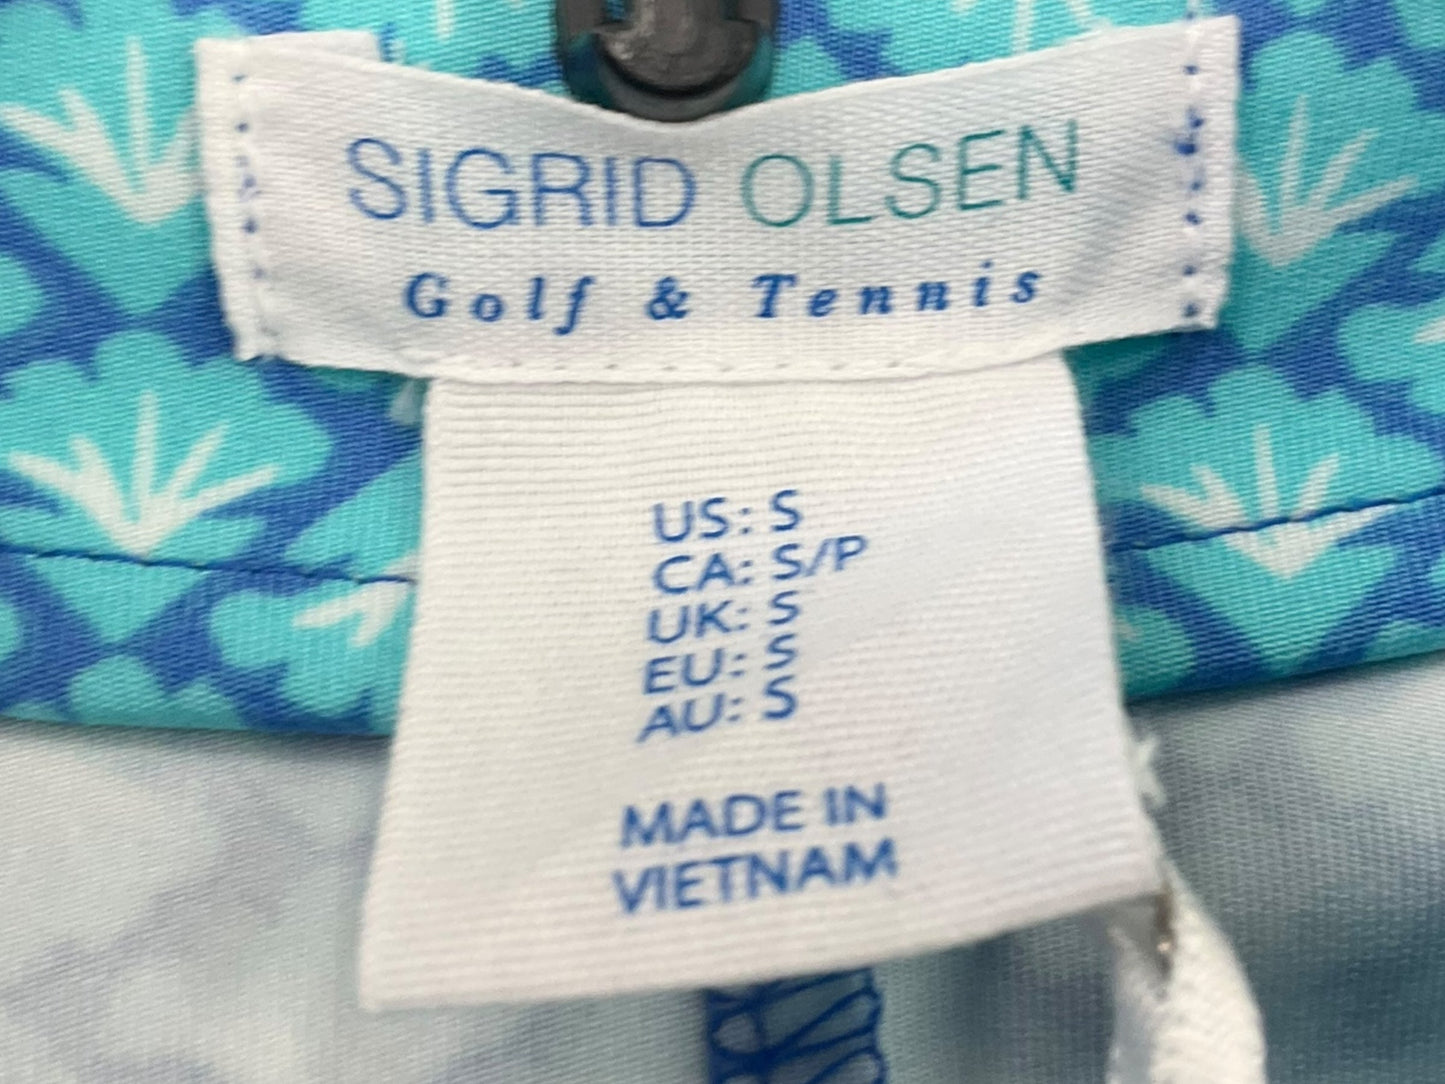 SIGRID OLSEN
Golf & Tennis
US: S
CA: S/P
UK: S
EU: S
AU: S
MADE IN
VIETNAM